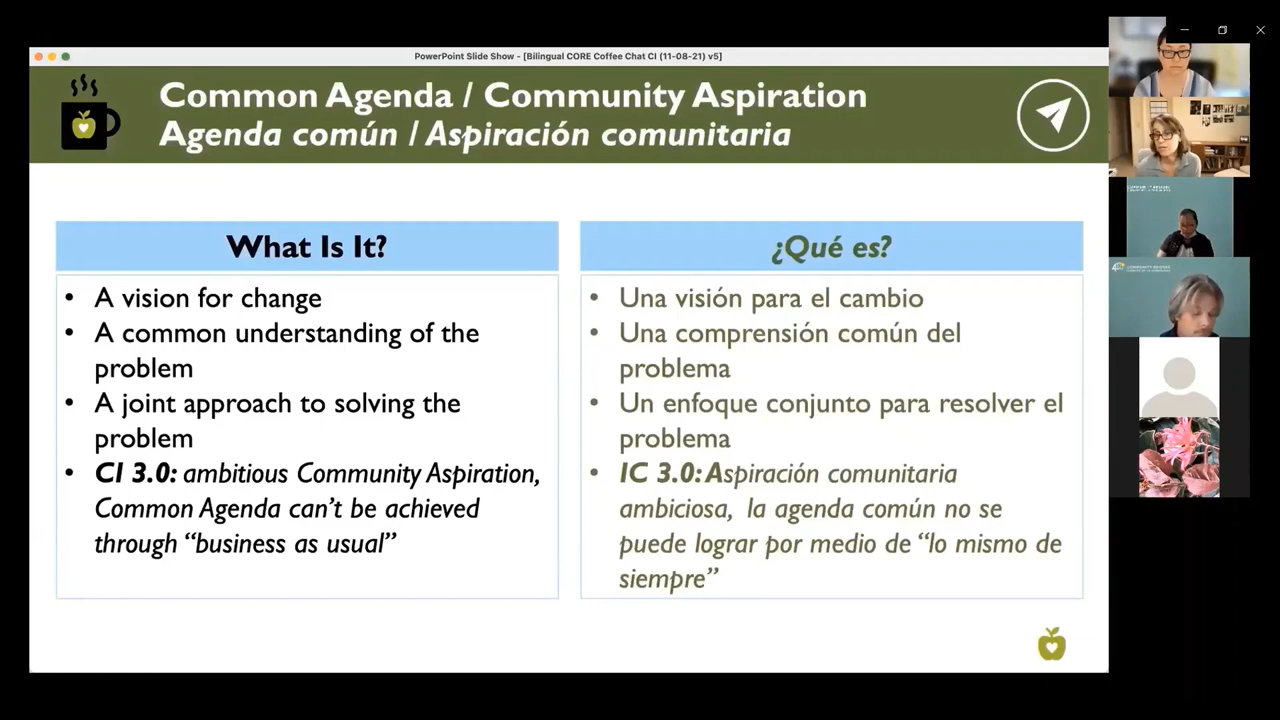 PowerPoint Slide Show - [Bilingual CORE Coffee Chat CI (11-08-21) v5]
Common Agenda / Community Aspiration
Agenda común / Aspiración comunitaria
What Is It?
• A vision for change
• A common understanding of the
problem
• A joint approach to solving the
problem
• CI 3.0: ambitious Community Aspiration,
Common Agenda can’t be achieved
through “business as usual”
¿Qué es?
• Una visión para el cambio
• Una comprensión común del
problema
• Un enfoque conjunto para resolver el
problema
• IC 3.0: Aspiración comunitaria
ambiciosa, la agenda común no se
puede lograr por medio de “lo mismo de
siempre”
COMMUNITY BRIDGES